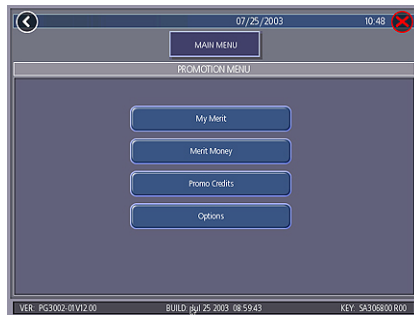 07/25/2003 10:48
MAIN MENU
PROMOTION MENU
My Merit
Merit Money
Promo Credits
Options
VER: PG3002-01V12.00 BUILD: Jul 25 2003 08:59:43 KEY: SA306800 R00